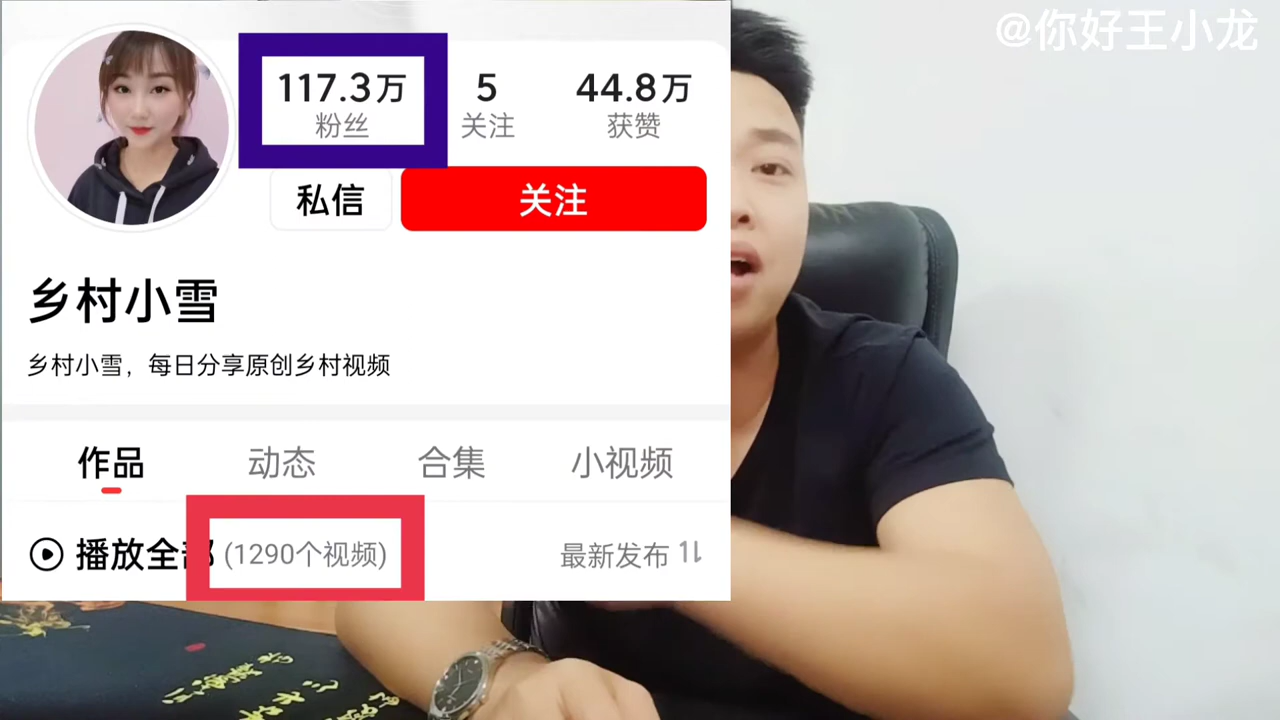 @你好王小龙
117.3万
粉丝
5
关注
44.8万
获赞
私信
关注
乡村小雪
乡村小雪，每日分享原创乡村视频
作品
动态
合集
小视频
播放全部
(1290个视频)
最新发布